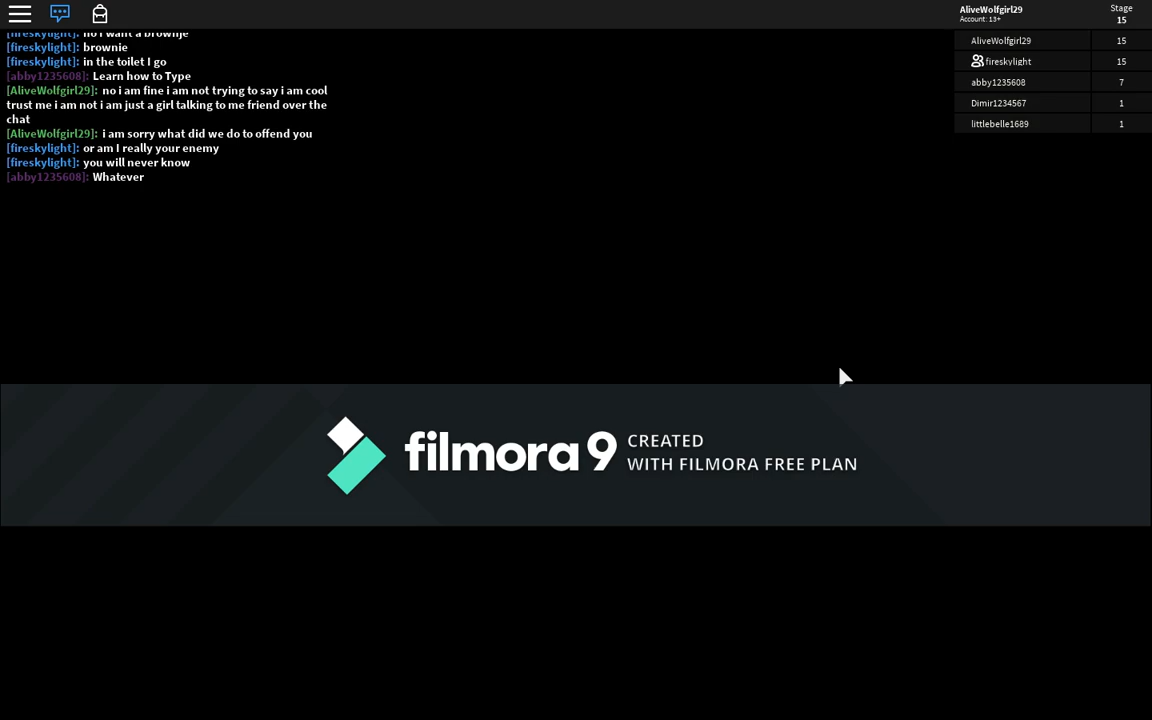 AliveWolfgirl29
Account: 13+
Stage
15
AliveWolfgirl29 15
fireskylight 15
abby1235608 7
Dimir1234567 1
littlebelle1689 1
[fireskylight]: no i want a brownie
[fireskylight]: brownie
[fireskylight]: in the toilet I go
[abby1235608]: Learn how to Type
[AliveWolfgirl29]: no i am fine i am not trying to say i am cool
trust me i am not i am just a girl talking to me friend over the
chat
[AliveWolfgirl29]: i am sorry what did we do to offend you
[fireskylight]: or am I really your enemy
[fireskylight]: you will never know
[abby1235608]: Whatever
filmora 9 CREATED
WITH FILMORA FREE PLAN